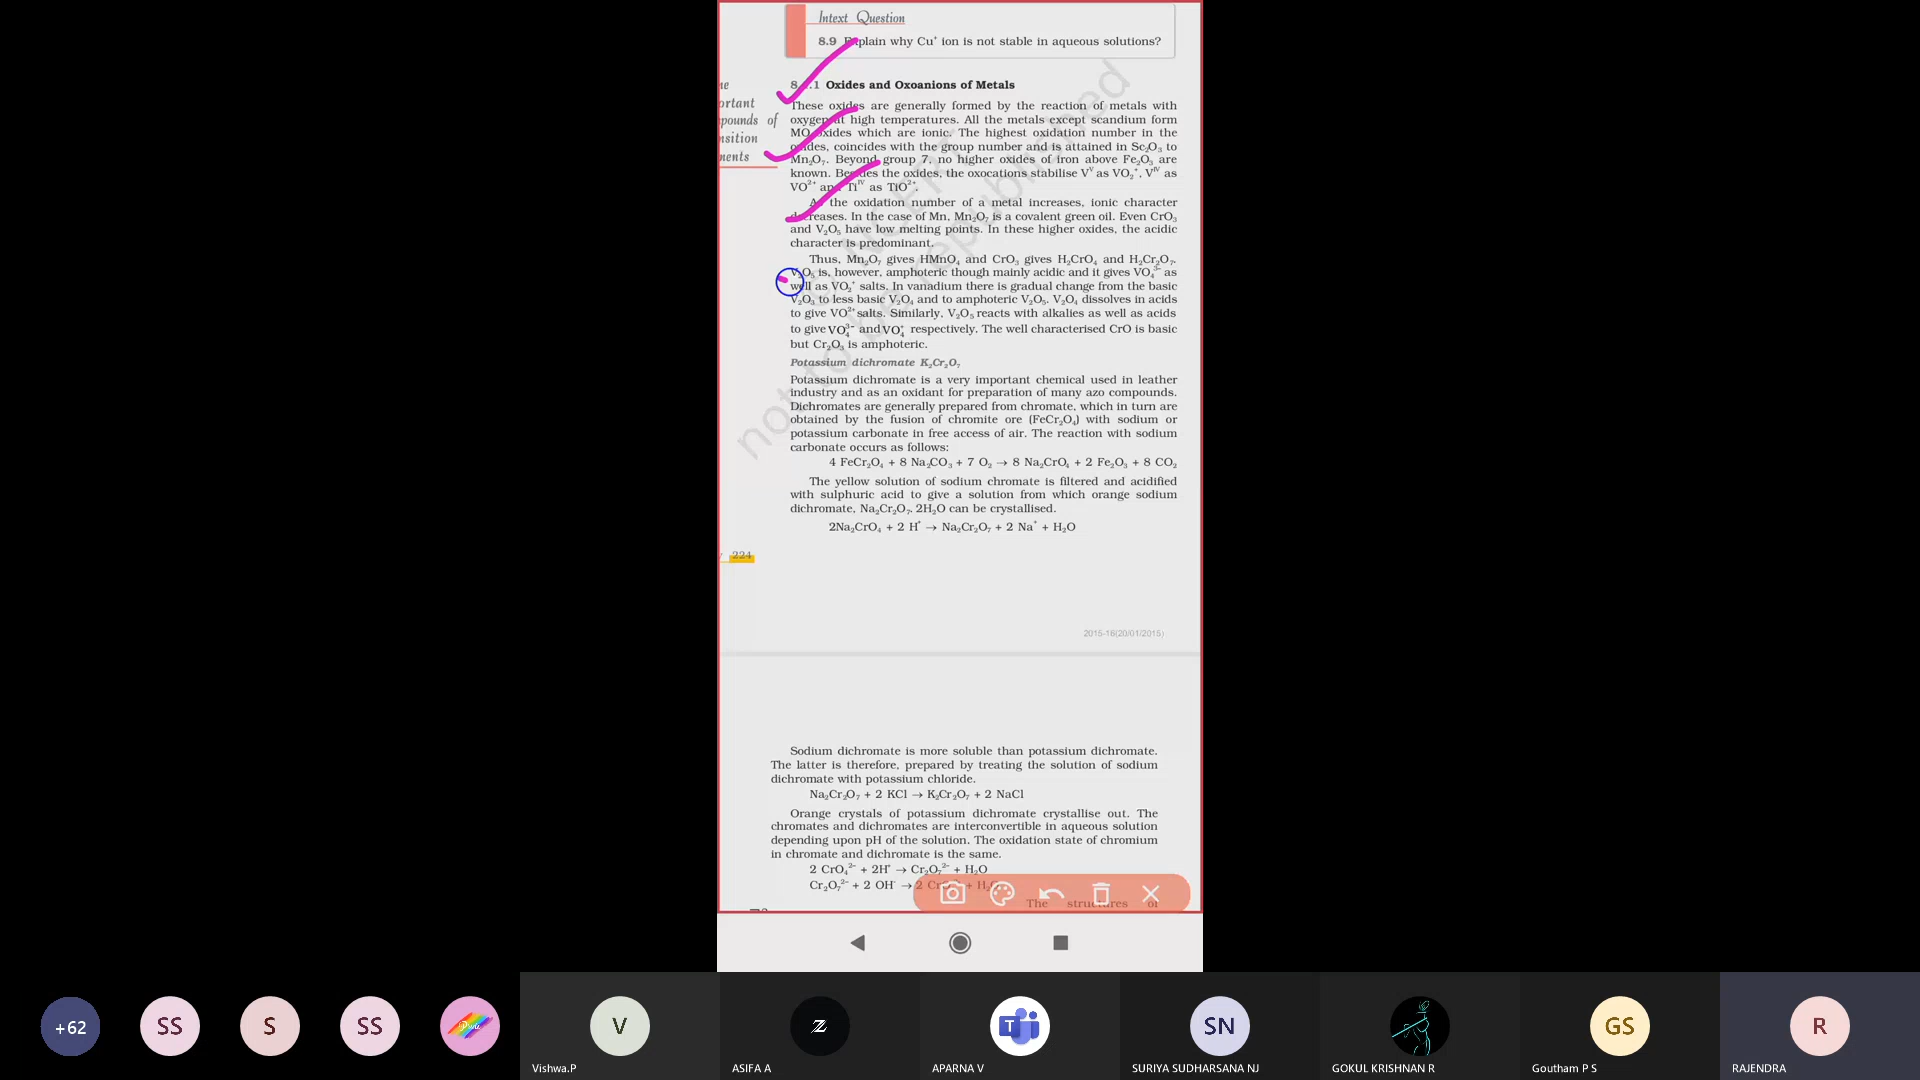 Intext Question
8.9 Explain why Cu⁺ ion is not stable in aqueous solutions?
8. .1 Oxides and Oxoanions of Metals
ortant
pounds of
nsition
ments
These oxides are generally formed by the reaction of metals with
oxygen at high temperatures. All the metals except scandium form
MO oxides which are ionic. The highest oxidation number in the
oxides, coincides with the group number and is attained in Sc₂O₃ to
Mn₂O₇. Beyond group 7, no higher oxides of iron above Fe₂O₃ are
known. Besides the oxides, the oxocations stabilise Vⱽ as VO₂⁺, Vᴵⱽ as
VO²⁺ and Tiᴵⱽ as TiO²⁺.
As the oxidation number of a metal increases, ionic character
decreases. In the case of Mn, Mn₂O₇ is a covalent green oil. Even CrO₃
and V₂O₅ have low melting points. In these higher oxides, the acidic
character is predominant.
Thus, Mn₂O₇ gives HMnO₄ and CrO₃ gives H₂CrO₄ and H₂Cr₂O₇.
V₂O₅ is, however, amphoteric though mainly acidic and it gives VO₄³⁻ as
well as VO₂⁺ salts. In vanadium there is gradual change from the basic
V₂O₃ to less basic V₂O₄ and to amphoteric V₂O₅. V₂O₄ dissolves in acids
to give VO²⁺ salts. Similarly, V₂O₅ reacts with alkalies as well as acids
to give VO₄³⁻ and VO₄⁺ respectively. The well characterised CrO is basic
but Cr₂O₃ is amphoteric.
Potassium dichromate K₂Cr₂O₇
Potassium dichromate is a very important chemical used in leather
industry and as an oxidant for preparation of many azo compounds.
Dichromates are generally prepared from chromate, which in turn are
obtained by the fusion of chromite ore (FeCr₂O₄) with sodium or
potassium carbonate in free access of air. The reaction with sodium
carbonate occurs as follows:
4 FeCr₂O₄ + 8 Na₂CO₃ + 7 O₂ → 8 Na₂CrO₄ + 2 Fe₂O₃ + 8 CO₂
The yellow solution of sodium chromate is filtered and acidified
with sulphuric acid to give a solution from which orange sodium
dichromate, Na₂Cr₂O₇. 2H₂O can be crystallised.
2Na₂CrO₄ + 2 H⁺ → Na₂Cr₂O₇ + 2 Na⁺ + H₂O
224
2015-16(20/01/2015)
not to be republished
Sodium dichromate is more soluble than potassium dichromate.
The latter is therefore, prepared by treating the solution of sodium
dichromate with potassium chloride.
Na₂Cr₂O₇ + 2 KCl → K₂Cr₂O₇ + 2 NaCl
Orange crystals of potassium dichromate crystallise out. The
chromates and dichromates are interconvertible in aqueous solution
depending upon pH of the solution. The oxidation state of chromium
in chromate and dichromate is the same.
2 CrO₄²⁻ + 2H⁺ → Cr₂O₇²⁻ + H₂O
Cr₂O₇²⁻ + 2 OH⁻ → 2 CrO + H₂O
The structures of
+62
SS
S
SS
V
Z
T
SN
GS
R
Vishwa.P
ASIFA A
APARNA V
SURIYA SUDHARSANA NJ
GOKUL KRISHNAN R
Goutham P S
RAJENDRA